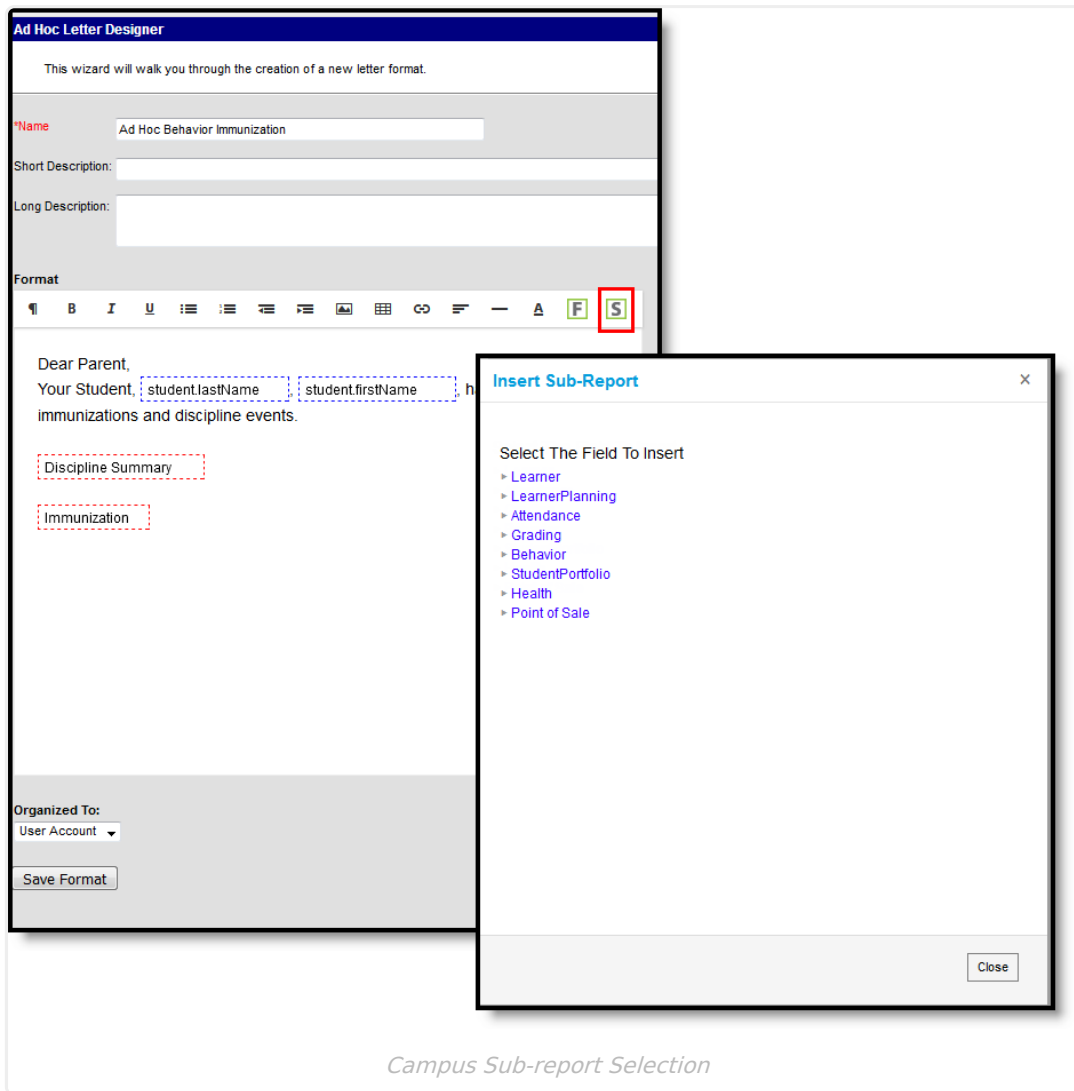 Ad Hoc Letter Designer
This wizard will walk you through the creation of a new letter format.
*Name
Ad Hoc Behavior Immunization
Short Description:
Long Description:
Format
¶ B I U A F S
Dear Parent,
Your Student, student.lastName , student.firstName , h
immunizations and discipline events.
Discipline Summary
Immunization
Organized To:
User Account
Save Format
Insert Sub-Report ×
Select The Field To Insert
Learner
LearnerPlanning
Attendance
Grading
Behavior
StudentPortfolio
Health
Point of Sale
Close
Campus Sub-report Selection